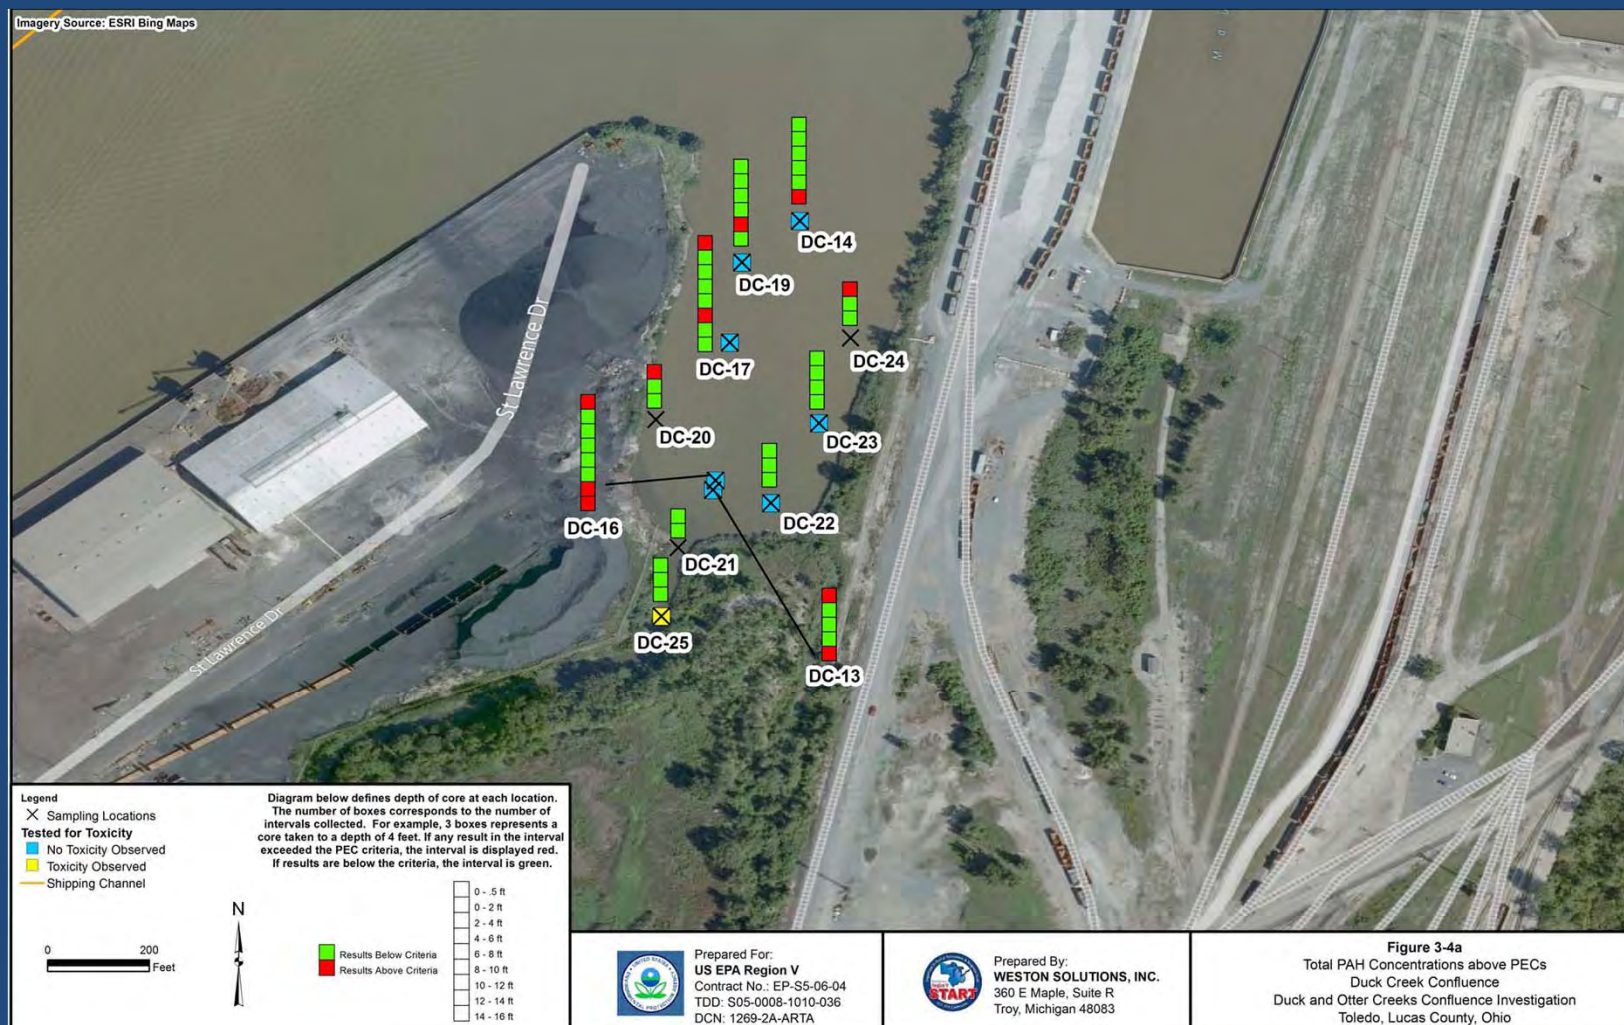 Imagery Source: ESRI Bing Maps
DC-14
DC-19
DC-17
DC-24
DC-20
DC-23
DC-16
DC-22
DC-21
DC-25
DC-13
St Lawrence Dr
St Lawrence Dr
Legend
Sampling Locations
Tested for Toxicity
No Toxicity Observed
Toxicity Observed
Shipping Channel
0 200
Feet
N
Diagram below defines depth of core at each location.
The number of boxes corresponds to the number of
intervals collected. For example, 3 boxes represents a
core taken to a depth of 4 feet. If any result in the interval
exceeded the PEC criteria, the interval is displayed red.
If results are below the criteria, the interval is green.
Results Below Criteria
Results Above Criteria
0 - .5 ft
0 - 2 ft
2 - 4 ft
4 - 6 ft
6 - 8 ft
8 - 10 ft
10 - 12 ft
12 - 14 ft
14 - 16 ft
Prepared For:
US EPA Region V
Contract No.: EP-S5-06-04
TDD: S05-0008-1010-036
DCN: 1269-2A-ARTA
START
Prepared By:
WESTON SOLUTIONS, INC.
360 E Maple, Suite R
Troy, Michigan 48083
Figure 3-4a
Total PAH Concentrations above PECs
Duck Creek Confluence
Duck and Otter Creeks Confluence Investigation
Toledo, Lucas County, Ohio